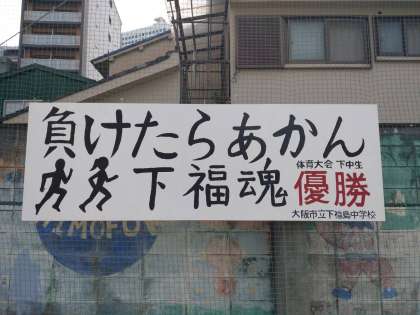 負けたらあかん
体育大会 下中生
下福魂 優勝
大阪市立下福島中学校